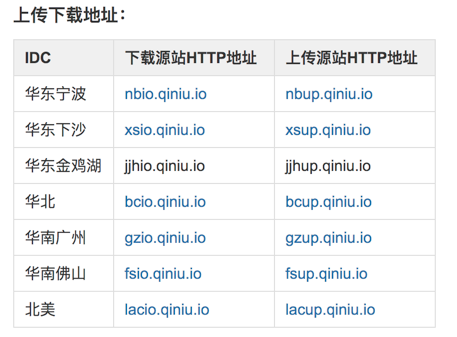 上传下载地址：
IDC 下载源站HTTP地址 上传源站HTTP地址
华东宁波 nbio.qiniu.io nbup.qiniu.io
华东下沙 xsio.qiniu.io xsup.qiniu.io
华东金鸡湖 jjhio.qiniu.io jjhup.qiniu.io
华北 bcio.qiniu.io bcup.qiniu.io
华南广州 gzio.qiniu.io gzup.qiniu.io
华南佛山 fsio.qiniu.io fsup.qiniu.io
北美 lacio.qiniu.io lacup.qiniu.io